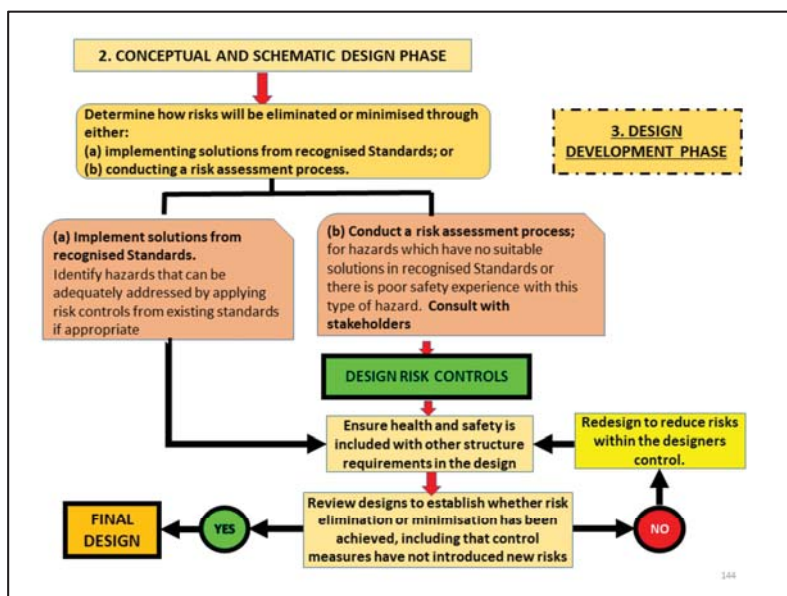 2. CONCEPTUAL AND SCHEMATIC DESIGN PHASE
Determine how risks will be eliminated or minimised through
either:
(a) implementing solutions from recognised Standards; or
(b) conducting a risk assessment process.
3. DESIGN
DEVELOPMENT PHASE
(a) Implement solutions from
recognised Standards.
Identify hazards that can be
adequately addressed by applying
risk controls from existing standards
if appropriate
(b) Conduct a risk assessment process;
for hazards which have no suitable
solutions in recognised Standards or
there is poor safety experience with this
type of hazard. Consult with
stakeholders
DESIGN RISK CONTROLS
Ensure health and safety is
included with other structure
requirements in the design
Redesign to reduce risks
within the designers
control.
Review designs to establish whether risk
elimination or minimisation has been
achieved, including that control
measures have not introduced new risks
FINAL
DESIGN
YES
NO
144